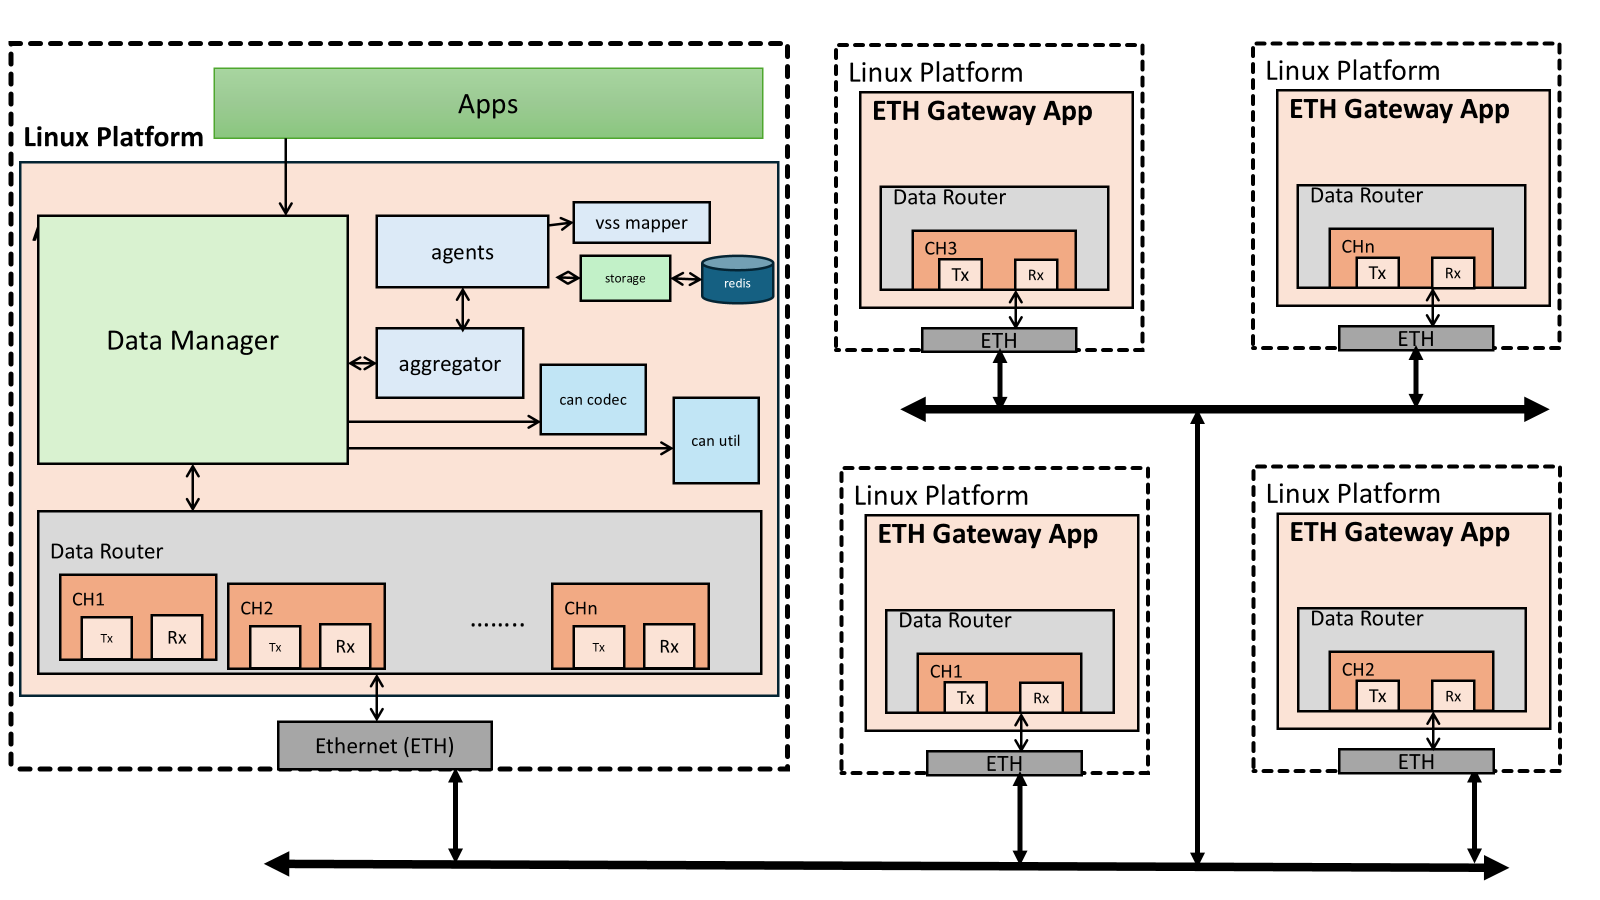 Apps
Linux Platform
Data Manager
agents
vss mapper
storage
redis
aggregator
can codec
can util
Data Router
CH1
Tx
Rx
CH2
Tx
Rx
........
CHn
Tx
Rx
Ethernet (ETH)
Linux Platform
ETH Gateway App
Data Router
CH3
Tx
Rx
ETH
Linux Platform
ETH Gateway App
Data Router
CHn
Tx
Rx
ETH
Linux Platform
ETH Gateway App
Data Router
CH1
Tx
Rx
ETH
Linux Platform
ETH Gateway App
Data Router
CH2
Tx
Rx
ETH